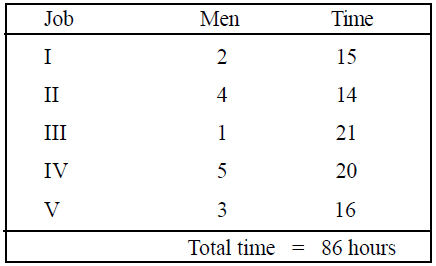 Job Men Time
I 2 15
II 4 14
III 1 21
IV 5 20
V 3 16
Total time = 86 hours